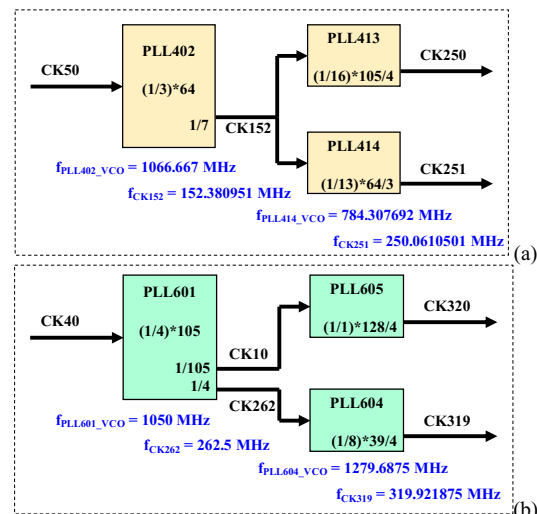 PLL402
PLL413
CK50
CK250
(1/3)*64
(1/16)*105/4
1/7
CK152
PLL414
CK251
(1/13)*64/3
fPLL402_VCO = 1066.667 MHz
fCK152 = 152.380951 MHz
fPLL414_VCO = 784.307692 MHz
fCK251 = 250.0610501 MHz
(a)
PLL601
PLL605
CK40
CK320
(1/4)*105
(1/1)*128/4
CK10
1/105
1/4
CK262
PLL604
CK319
(1/8)*39/4
fPLL601_VCO = 1050 MHz
fCK262 = 262.5 MHz
fPLL604_VCO = 1279.6875 MHz
fCK319 = 319.921875 MHz
(b)